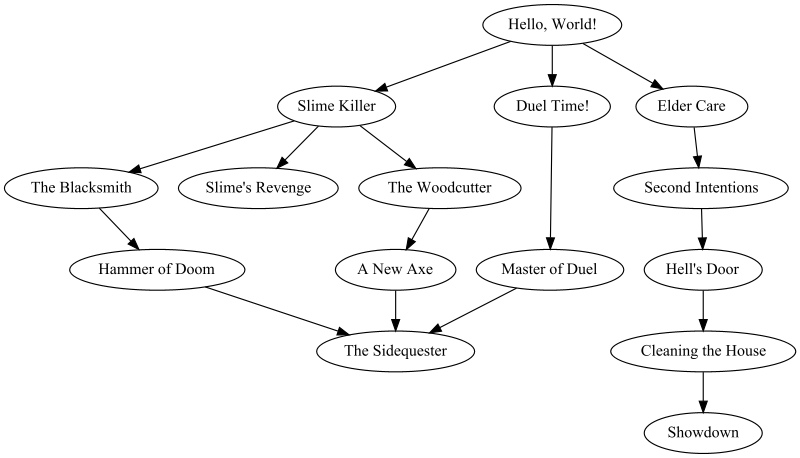 Hello, World!
Slime Killer
Duel Time!
Elder Care
The Blacksmith
Slime's Revenge
The Woodcutter
Second Intentions
Hammer of Doom
A New Axe
Master of Duel
Hell's Door
The Sidequester
Cleaning the House
Showdown